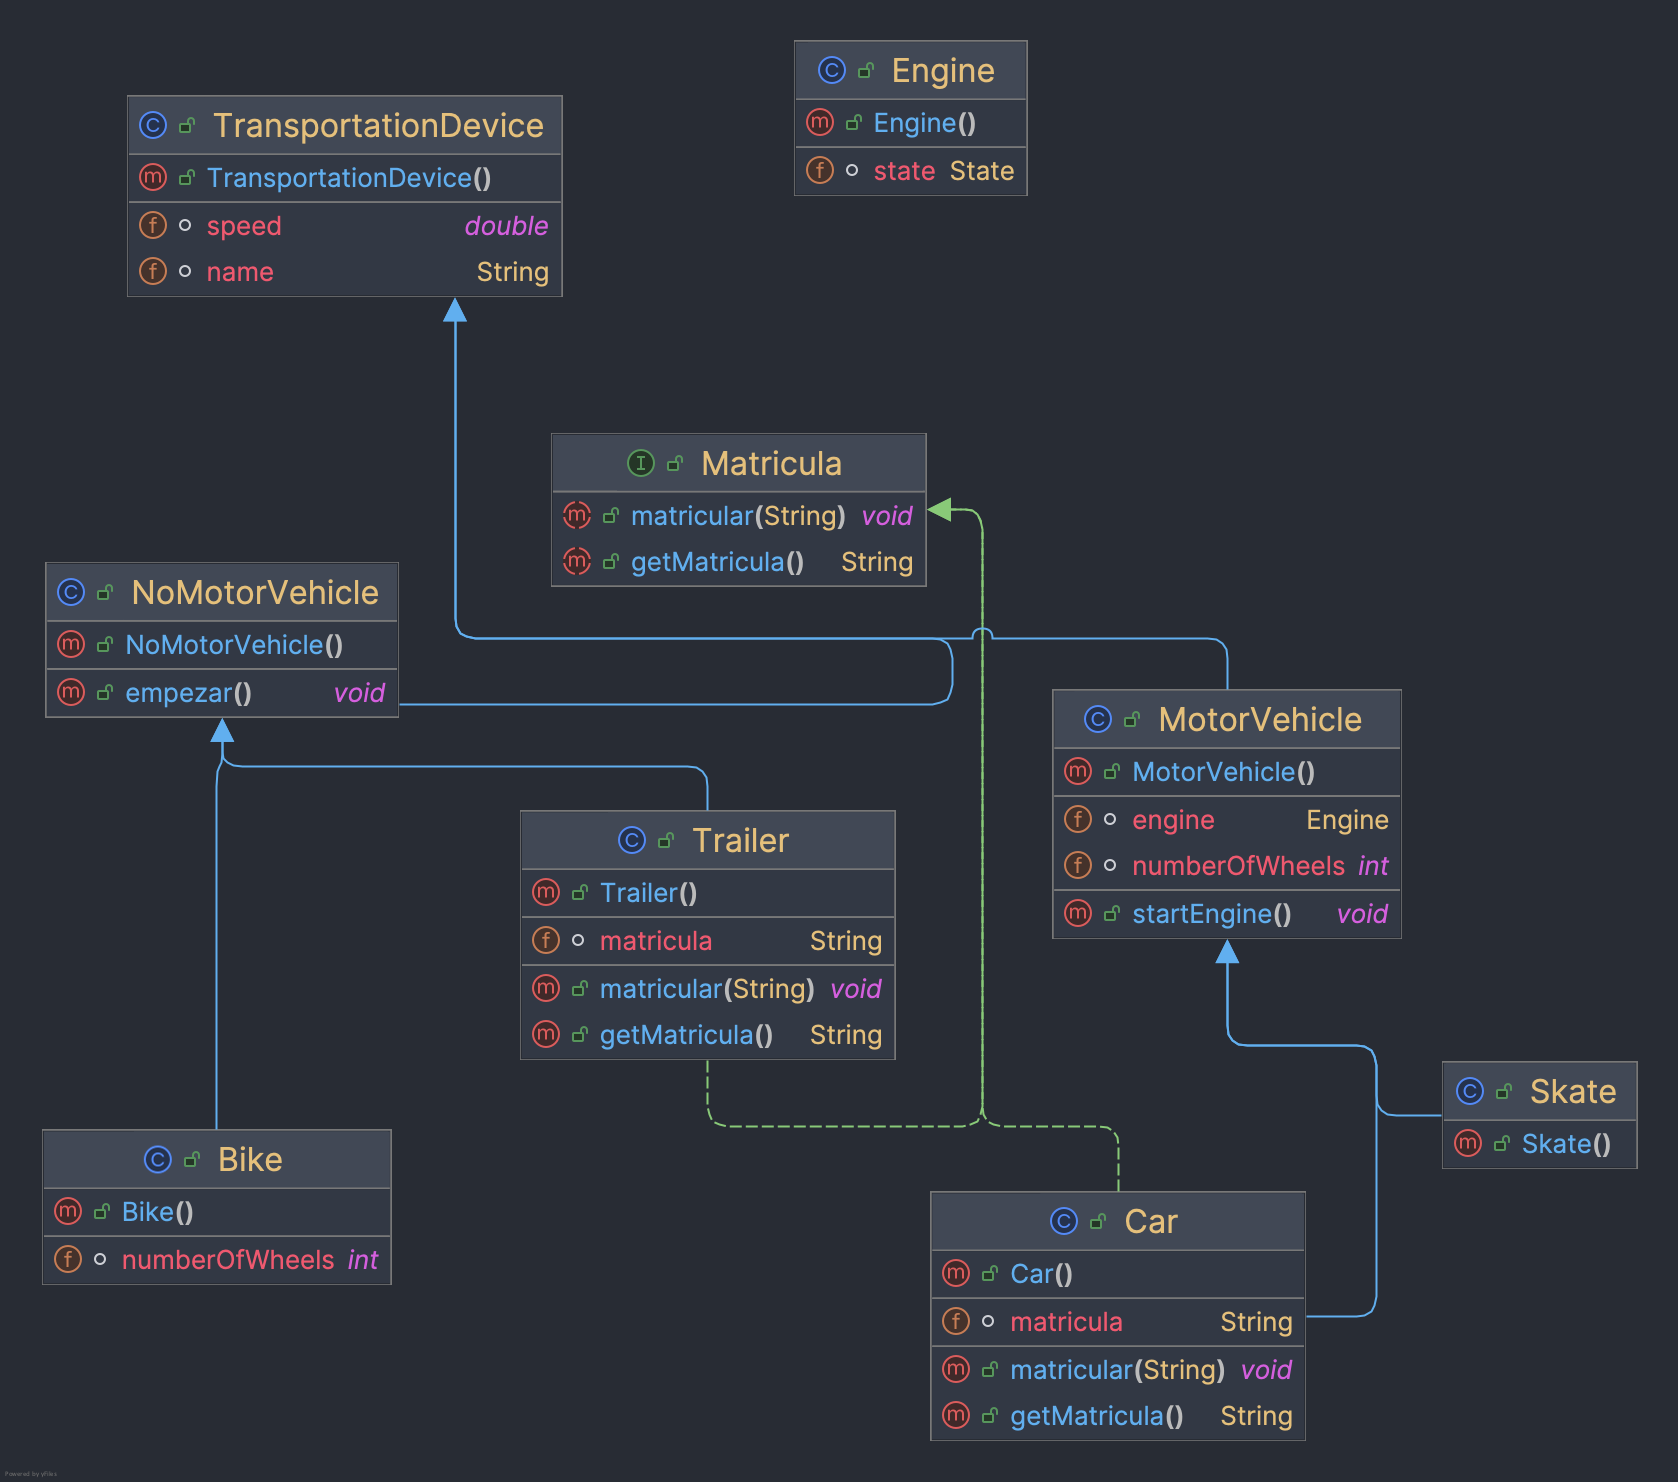 Engine
Engine()
state State
TransportationDevice
TransportationDevice()
speed double
name String
Matricula
matricular(String) void
getMatricula() String
NoMotorVehicle
NoMotorVehicle()
empezar() void
MotorVehicle
MotorVehicle()
engine Engine
numberOfWheels int
startEngine() void
Trailer
Trailer()
matricula String
matricular(String) void
getMatricula() String
Skate
Skate()
Bike
Bike()
numberOfWheels int
Car
Car()
matricula String
matricular(String) void
getMatricula() String
Powered by yFiles